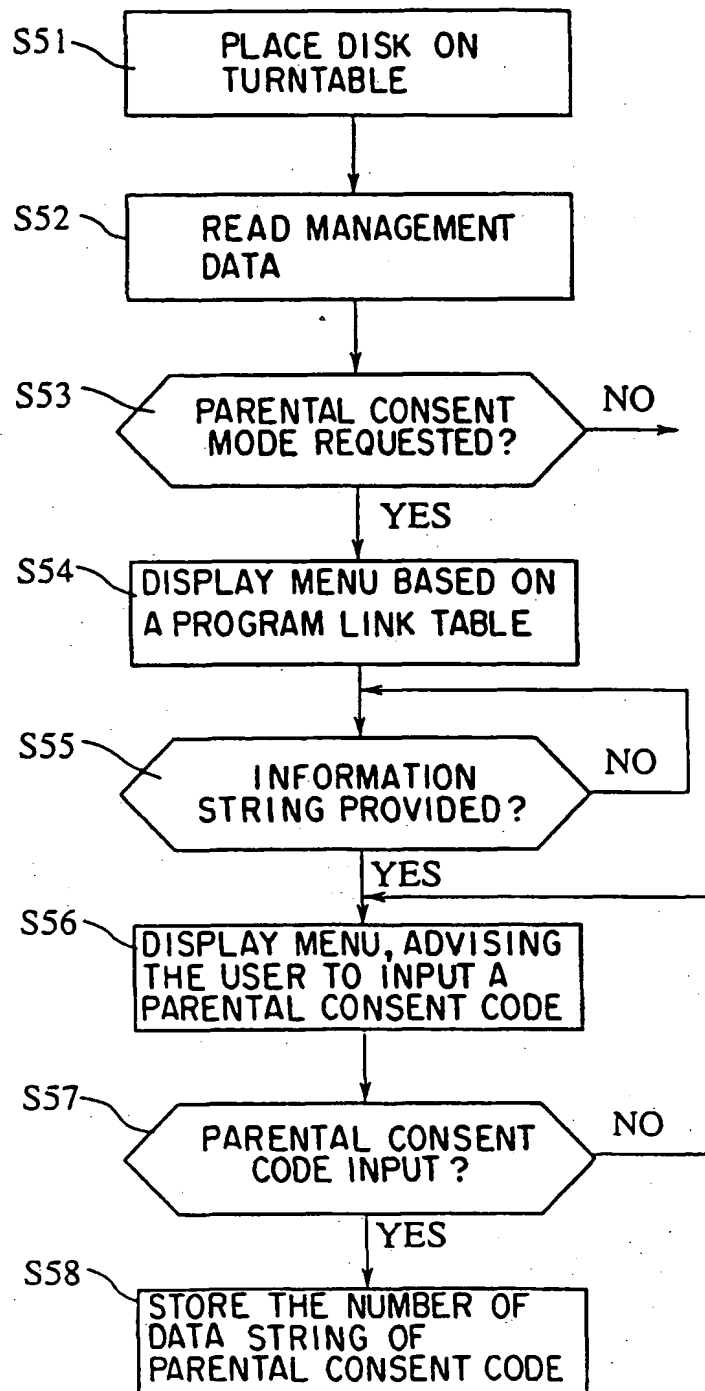 S51
PLACE DISK ON
TURNTABLE
S52
READ MANAGEMENT
DATA
S53
PARENTAL CONSENT
MODE REQUESTED?
NO
YES
S54
DISPLAY MENU BASED ON
A PROGRAM LINK TABLE
S55
INFORMATION
STRING PROVIDED?
NO
YES
S56
DISPLAY MENU, ADVISING
THE USER TO INPUT A
PARENTAL CONSENT CODE
S57
PARENTAL CONSENT
CODE INPUT?
NO
YES
S58
STORE THE NUMBER OF
DATA STRING OF
PARENTAL CONSENT CODE